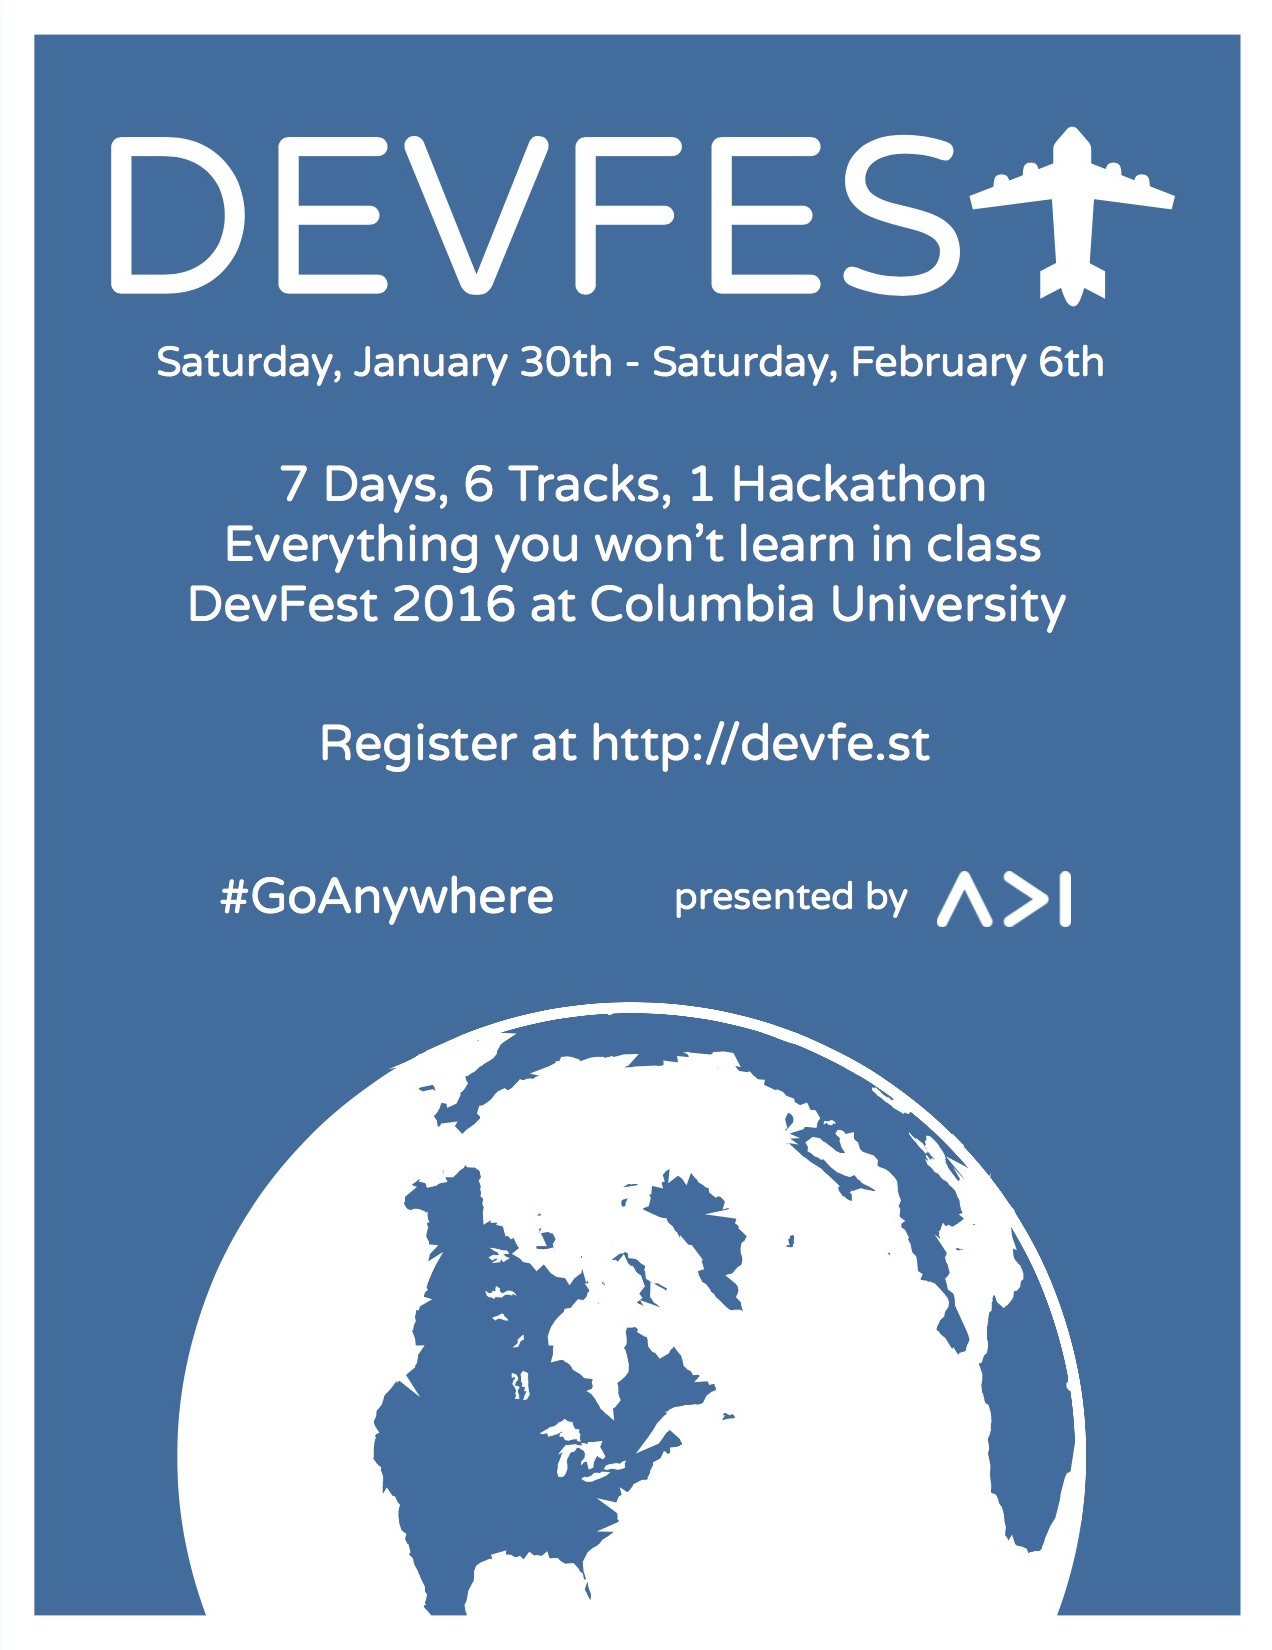 DEVFEST
Saturday, January 30th - Saturday, February 6th
7 Days, 6 Tracks, 1 Hackathon
Everything you won’t learn in class
DevFest 2016 at Columbia University
Register at http://devfe.st
#GoAnywhere
presented by ADI